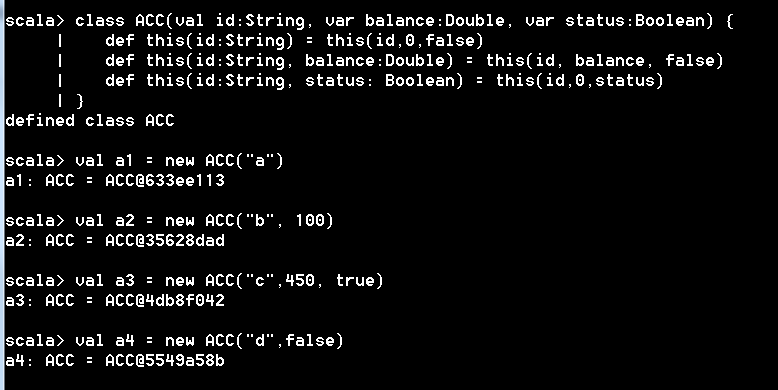 scala> class ACC(val id:String, var balance:Double, var status:Boolean) {
     |     def this(id:String) = this(id,0,false)
     |     def this(id:String, balance:Double) = this(id, balance, false)
     |     def this(id:String, status: Boolean) = this(id,0,status)
     | }
defined class ACC
scala> val a1 = new ACC("a")
a1: ACC = ACC@633ee113
scala> val a2 = new ACC("b", 100)
a2: ACC = ACC@35628dad
scala> val a3 = new ACC("c",450, true)
a3: ACC = ACC@4db8f042
scala> val a4 = new ACC("d",false)
a4: ACC = ACC@5549a58b